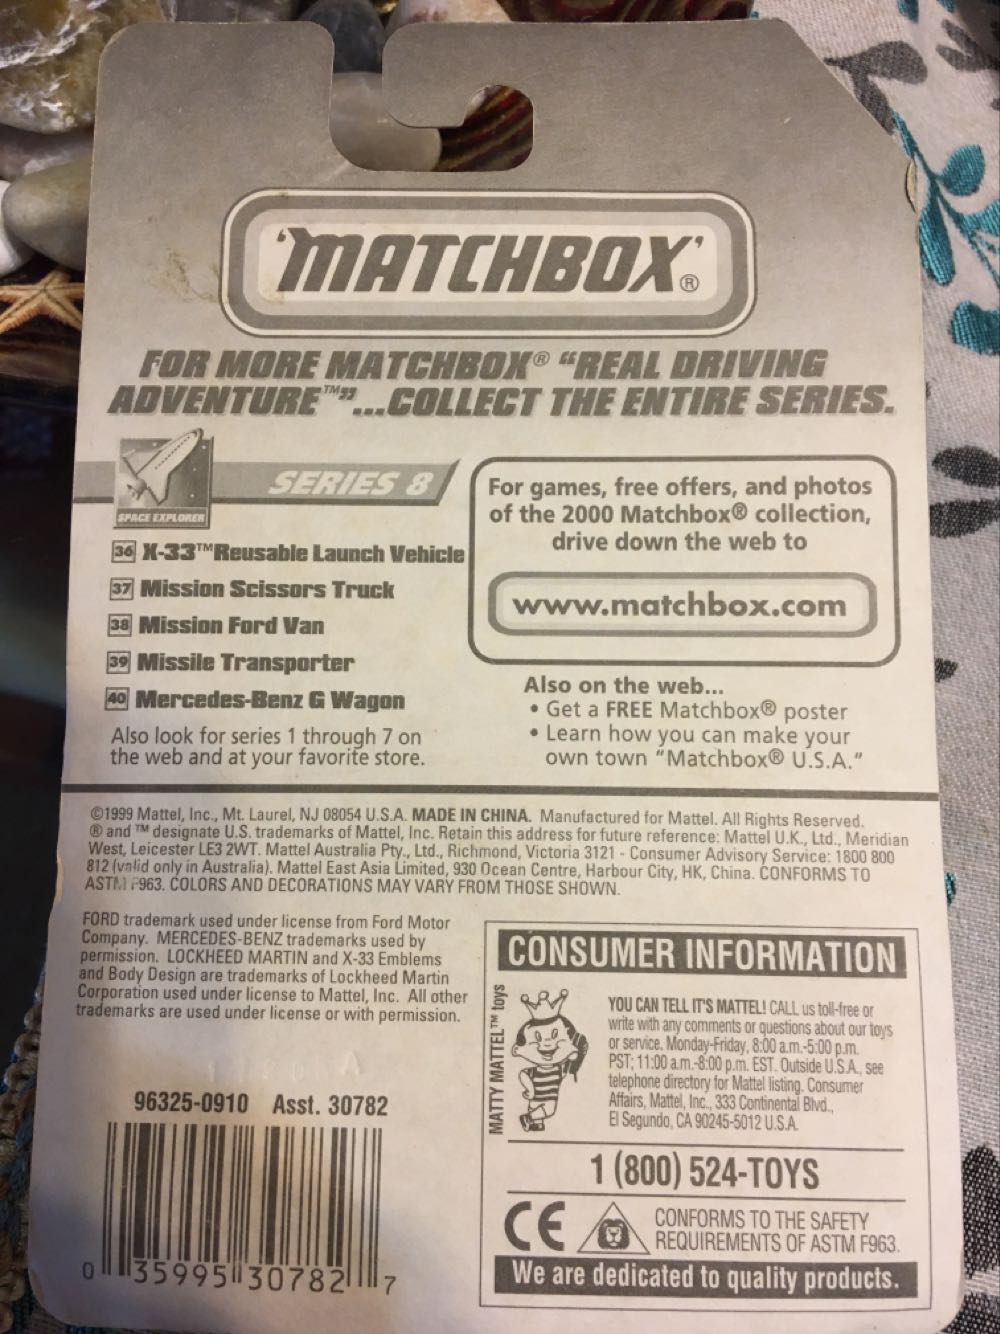 'MATCHBOX'®
FOR MORE MATCHBOX® “REAL DRIVING
ADVENTURE™”...COLLECT THE ENTIRE SERIES.
SPACE EXPLORER
SERIES 8
36 X-33™Reusable Launch Vehicle
37 Mission Scissors Truck
38 Mission Ford Van
39 Missile Transporter
40 Mercedes-Benz G Wagon
Also look for series 1 through 7 on
the web and at your favorite store.
For games, free offers, and photos
of the 2000 Matchbox® collection,
drive down the web to
www.matchbox.com
Also on the web...
• Get a FREE Matchbox® poster
• Learn how you can make your
own town “Matchbox® U.S.A.”
©1999 Mattel, Inc., Mt. Laurel, NJ 08054 U.S.A. MADE IN CHINA. Manufactured for Mattel. All Rights Reserved.
® and ™ designate U.S. trademarks of Mattel, Inc. Retain this address for future reference: Mattel U.K., Ltd., Meridian
West, Leicester LE3 2WT. Mattel Australia Pty., Ltd., Richmond, Victoria 3121 - Consumer Advisory Service: 1800 800
812 (valid only in Australia). Mattel East Asia Limited, 930 Ocean Centre, Harbour City, HK, China. CONFORMS TO
ASTM F963. COLORS AND DECORATIONS MAY VARY FROM THOSE SHOWN.
FORD trademark used under license from Ford Motor
Company. MERCEDES-BENZ trademarks used by
permission. LOCKHEED MARTIN and X-33 Emblems
and Body Design are trademarks of Lockheed Martin
Corporation used under license to Mattel, Inc. All other
trademarks are used under license or with permission.
96325-0910 Asst. 30782
0 35995 30782 7
CONSUMER INFORMATION
MATTY MATTEL™ toys
YOU CAN TELL IT'S MATTEL! CALL us toll-free or
write with any comments or questions about our toys
or service. Monday-Friday, 8:00 a.m.-5:00 p.m.
PST; 11:00 a.m.-8:00 p.m. EST. Outside U.S.A., see
telephone directory for Mattel listing. Consumer
Affairs, Mattel, Inc., 333 Continental Blvd.,
El Segundo, CA 90245-5012 U.S.A.
1 (800) 524-TOYS
CE
CONFORMS TO THE SAFETY
REQUIREMENTS OF ASTM F963.
We are dedicated to quality products.